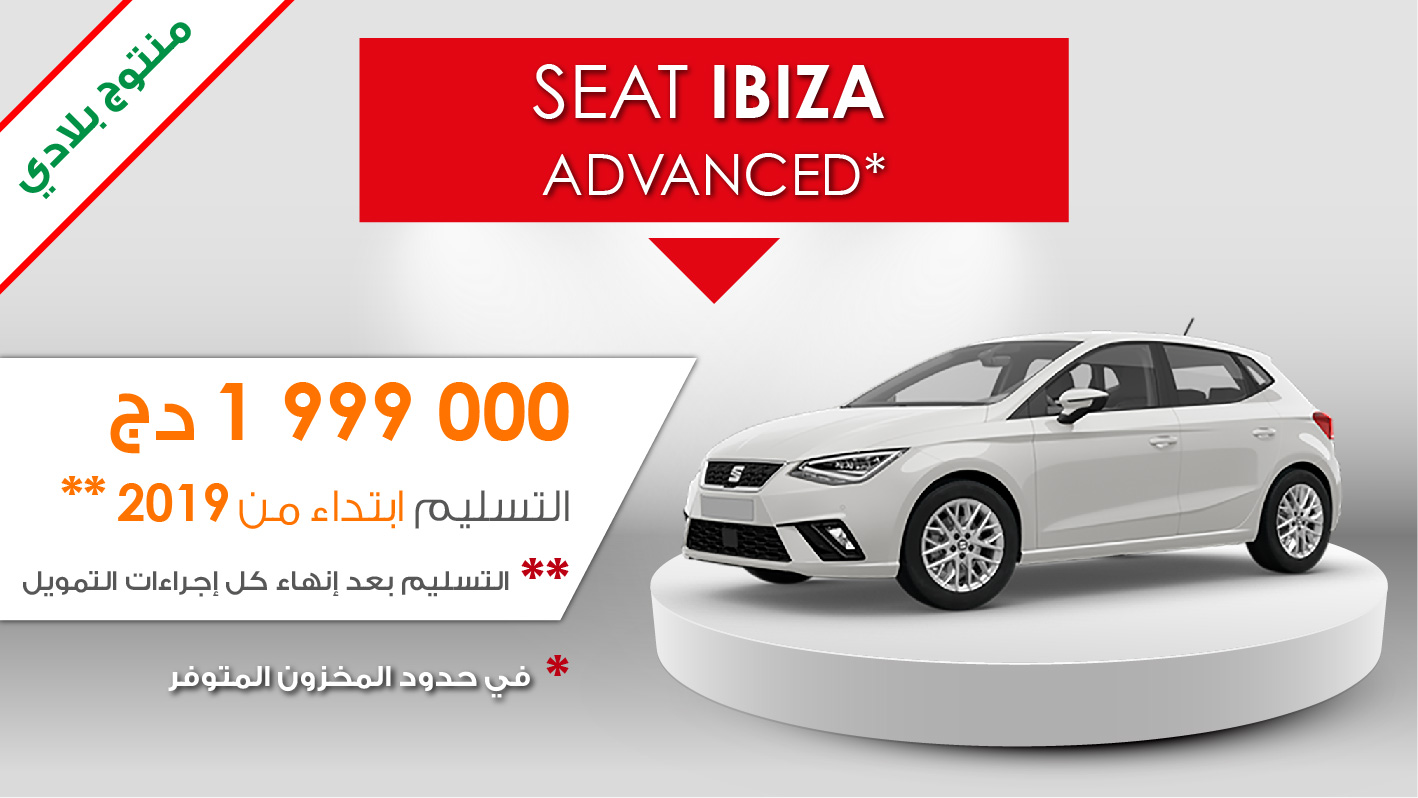 منتوج بلادي
SEAT IBIZA
ADVANCED*
1 999 000 دج
التسليم ابتداء من 2019 **
** التسليم بعد إنهاء كل إجراءات التمويل
* في حدود المخزون المتوفر